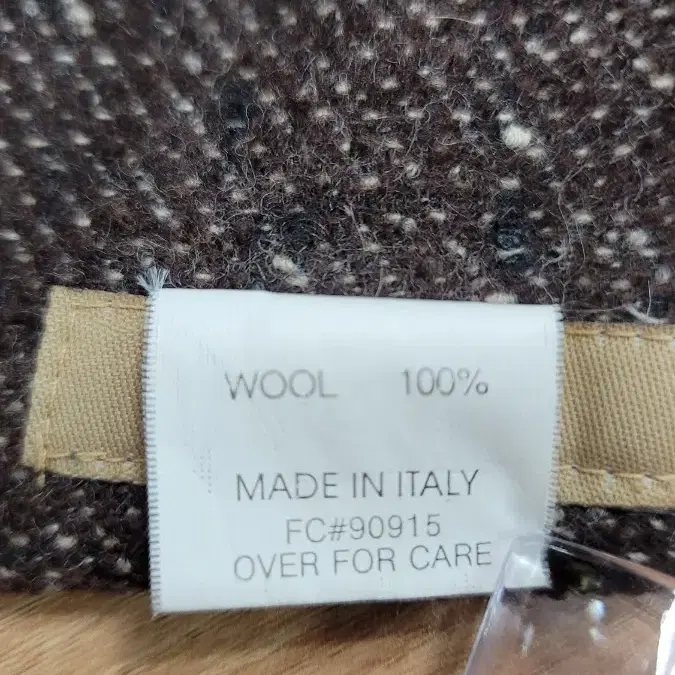 WOOL 100%
MADE IN ITALY
FC#90915
OVER FOR CARE